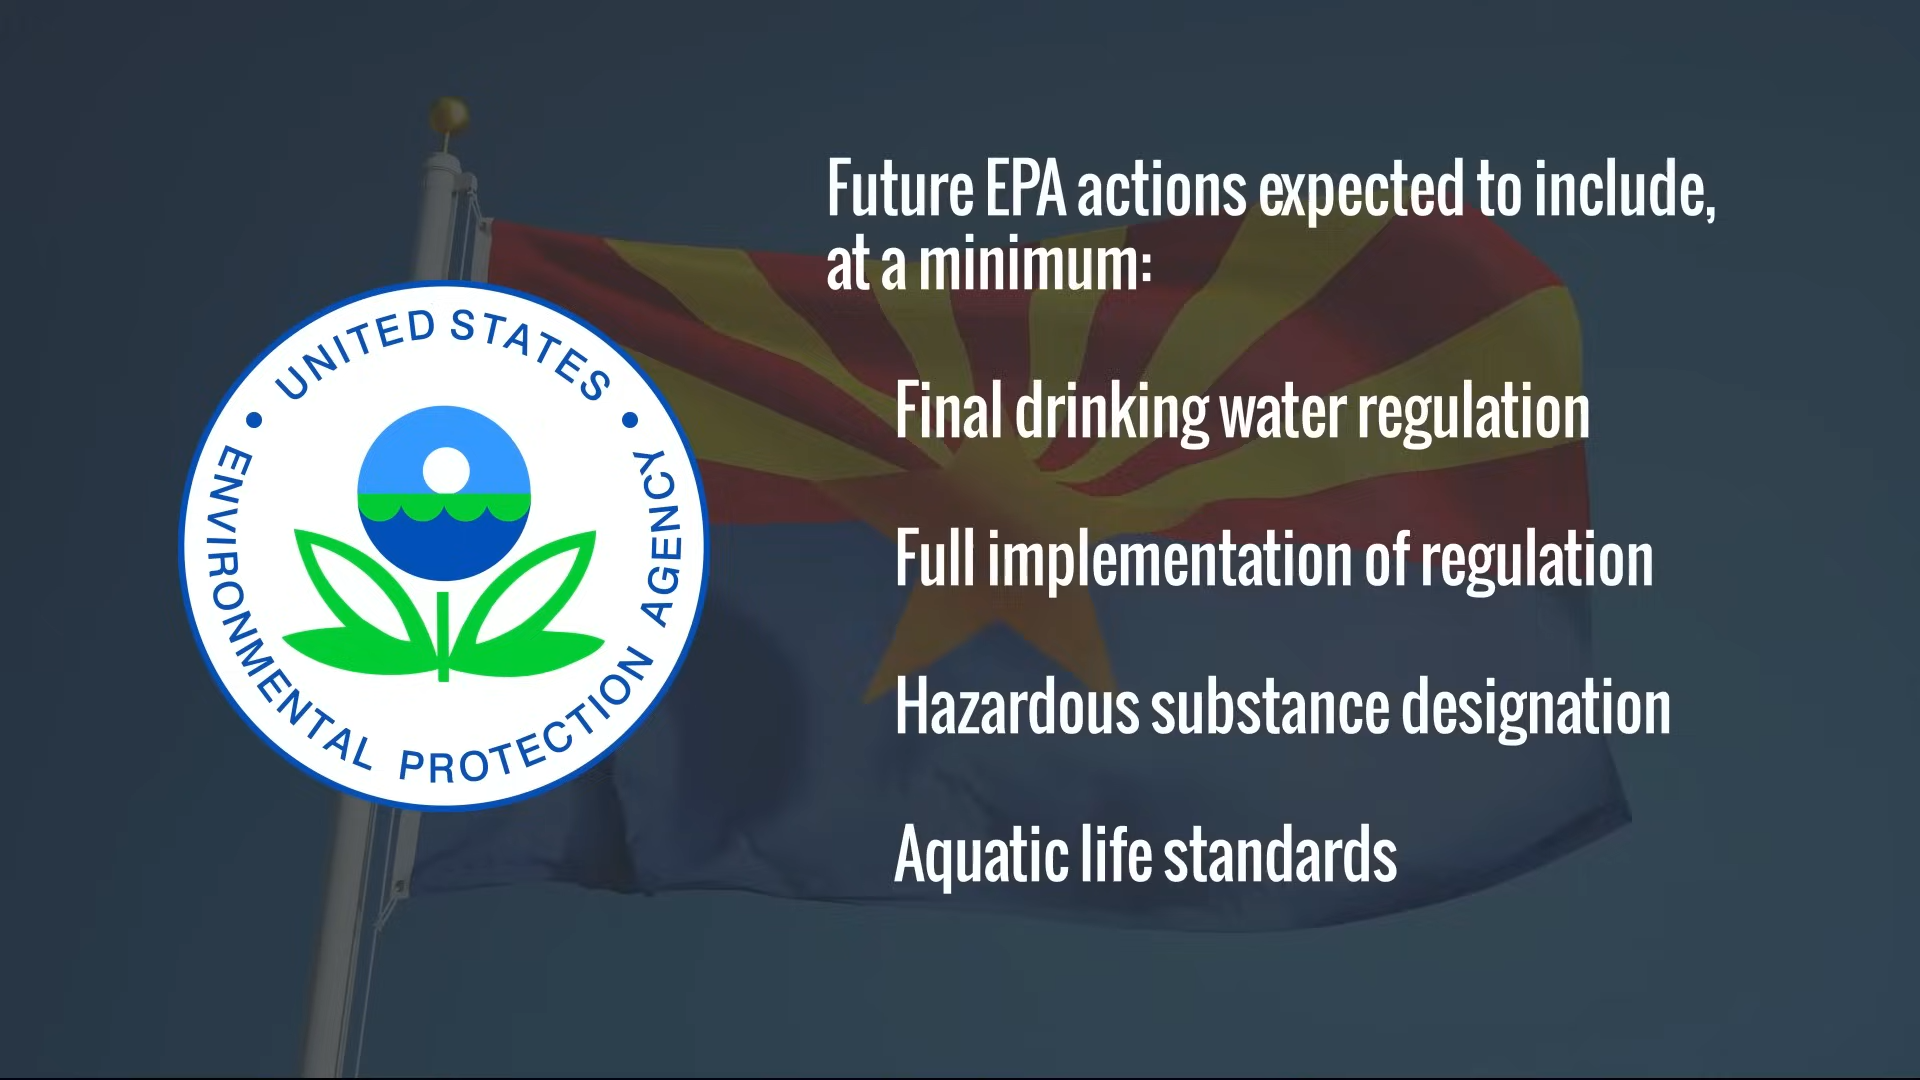 Future EPA actions expected to include,
at a minimum:
UNITED STATES
ENVIRONMENTAL PROTECTION AGENCY
Final drinking water regulation
Full implementation of regulation
Hazardous substance designation
Aquatic life standards